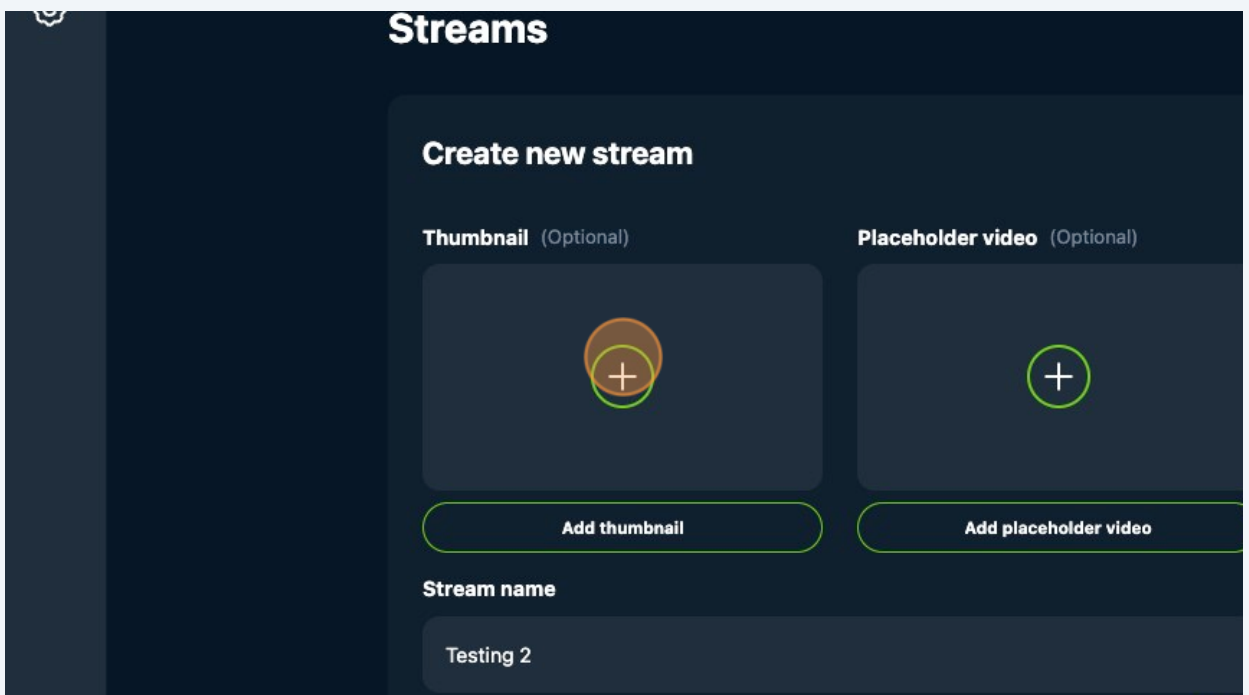 Streams
Create new stream
Thumbnail (Optional)
Placeholder video (Optional)
Add thumbnail
Add placeholder video
Stream name
Testing 2